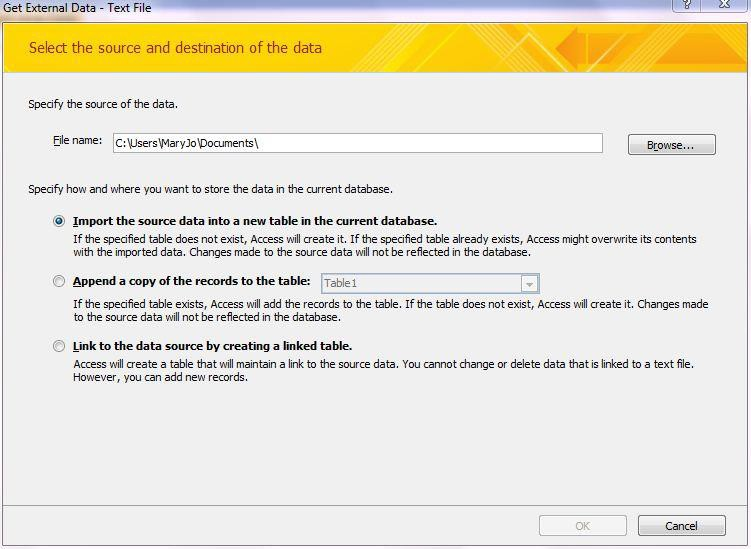 Get External Data - Text File
Select the source and destination of the data
Specify the source of the data.
File name: C:\Users\MaryJo\Documents\ Browse...
Specify how and where you want to store the data in the current database.
Import the source data into a new table in the current database.
If the specified table does not exist, Access will create it. If the specified table already exists, Access might overwrite its contents
with the imported data. Changes made to the source data will not be reflected in the database.
Append a copy of the records to the table: Table1
If the specified table exists, Access will add the records to the table. If the table does not exist, Access will create it. Changes made
to the source data will not be reflected in the database.
Link to the data source by creating a linked table.
Access will create a table that will maintain a link to the source data. You cannot change or delete data that is linked to a text file.
However, you can add new records.
OK Cancel